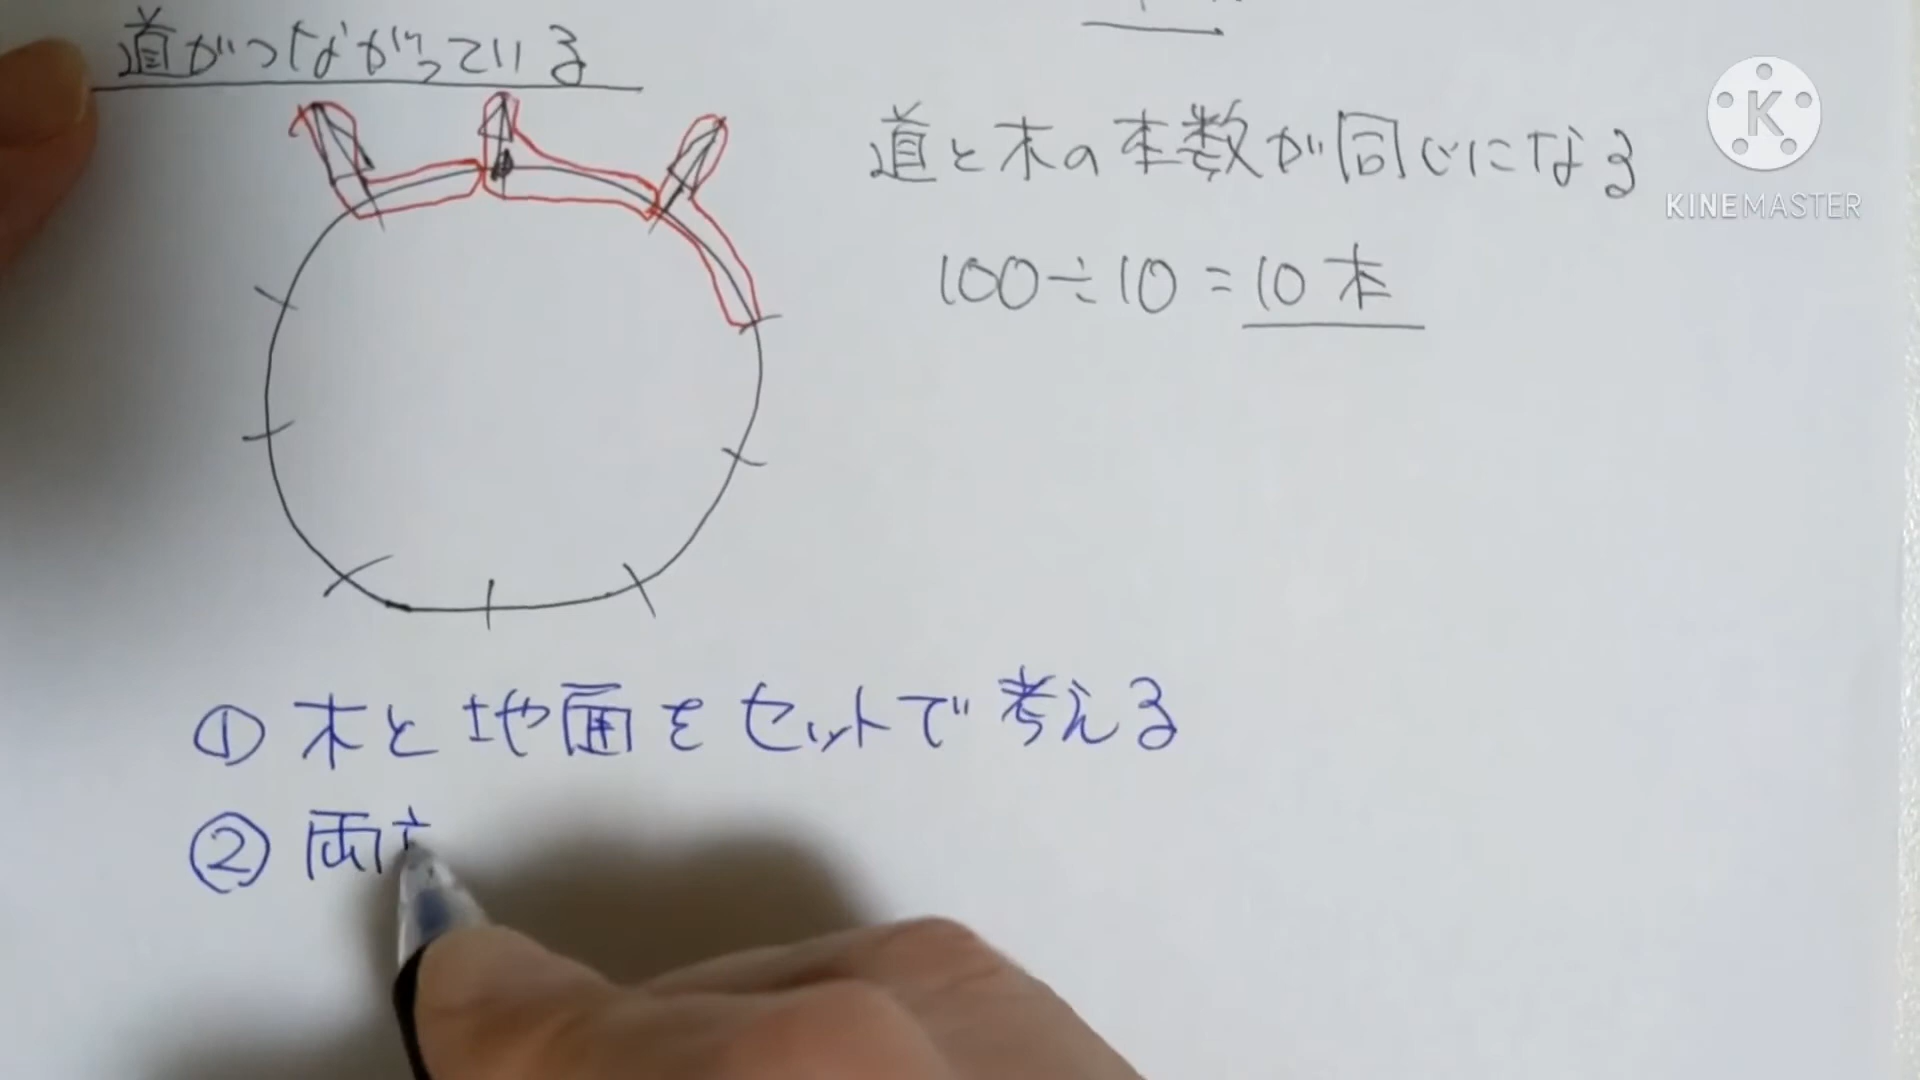 道がつながっている
道と木の本数が同じになる
100÷10=10本
① 木と地面をセットで考える
② 両
KINEMASTER